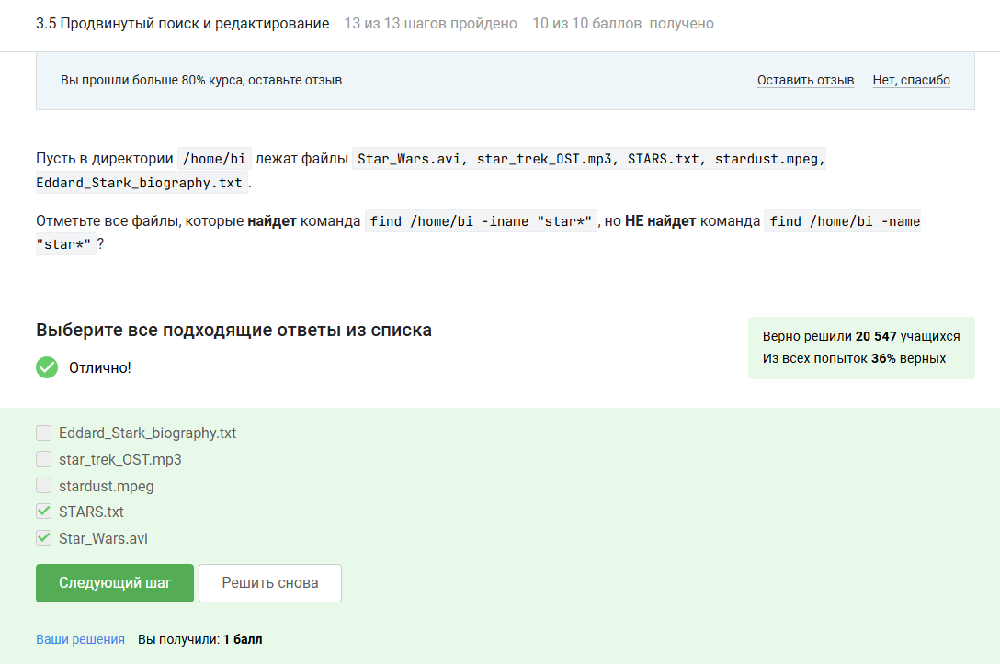 3.5 Продвинутый поиск и редактирование 13 из 13 шагов пройдено 10 из 10 баллов получено
Вы прошли больше 80% курса, оставьте отзыв Оставить отзыв Нет, спасибо
Пусть в директории /home/bi лежат файлы Star_Wars.avi, star_trek_OST.mp3, STARS.txt, stardust.mpeg,
Eddard_Stark_biography.txt.
Отметьте все файлы, которые найдет команда find /home/bi -iname "star*", но НЕ найдет команда find /home/bi -name
"star*"?
Выберите все подходящие ответы из списка
Верно решили 20 547 учащихся
Из всех попыток 36% верных
Отлично!
Eddard_Stark_biography.txt
star_trek_OST.mp3
stardust.mpeg
STARS.txt
Star_Wars.avi
Следующий шаг Решить снова
Ваши решения Вы получили: 1 балл